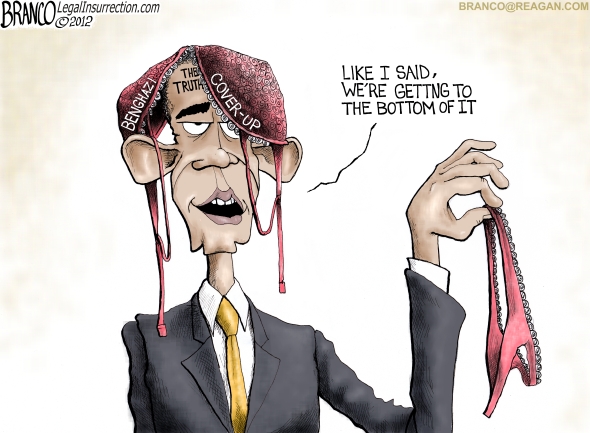 BRANCO LegalInsurrection.com
©2012
BRANCO@REAGAN.COM
BENGHAZI
THE
TRUTH
COVER-UP
LIKE I SAID,
WE'RE GETTNG TO
THE BOTTOM OF IT